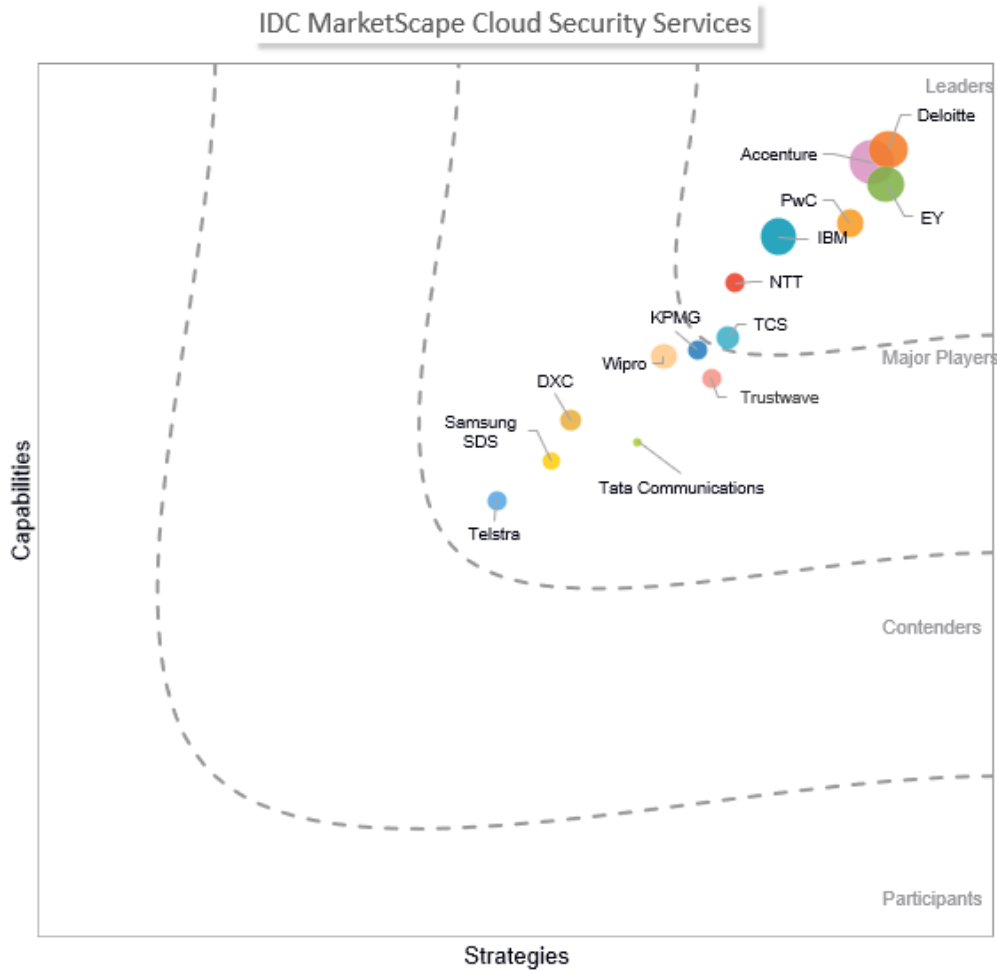 IDC MarketScape Cloud Security Services
Leaders
Deloitte
Accenture
PwC
EY
IBM
NTT
KPMG
TCS
Major Players
Wipro
DXC
Trustwave
Samsung
SDS
Tata Communications
Telstra
Capabilities
Contenders
Participants
Strategies